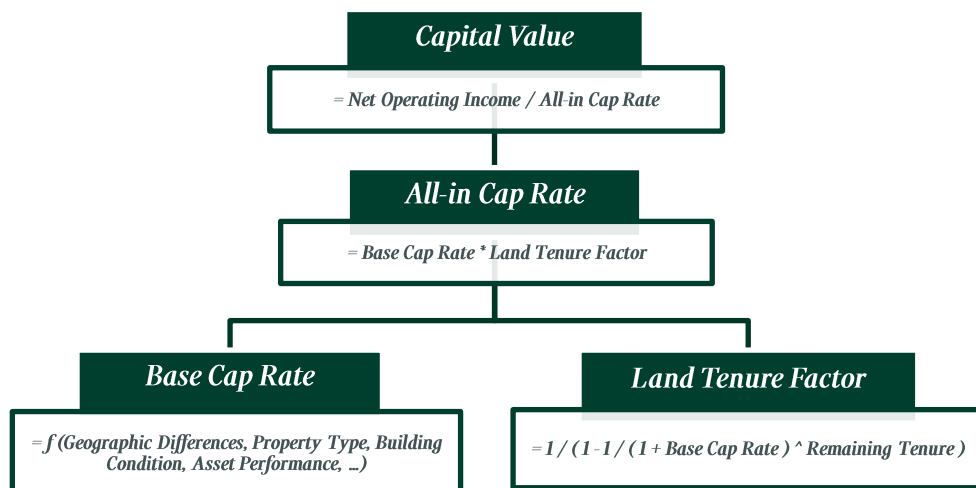 Capital Value
= Net Operating Income / All-in Cap Rate
All-in Cap Rate
= Base Cap Rate * Land Tenure Factor
Base Cap Rate
= f (Geographic Differences, Property Type, Building
Condition, Asset Performance, ...)
Land Tenure Factor
= 1 / ( 1 - 1 / ( 1 + Base Cap Rate ) ^ Remaining Tenure )